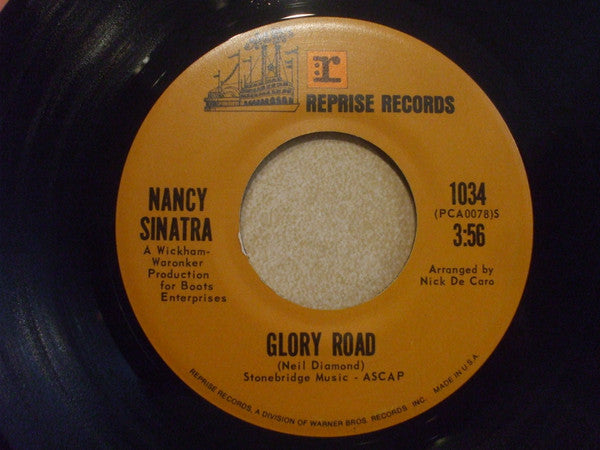 r
REPRISE RECORDS
NANCY
SINATRA
A Wickham-
Waronker
Production
for Boots
Enterprises
1034
(PCA0078)S
3:56
Arranged by
Nick De Caro
GLORY ROAD
(Neil Diamond)
Stonebridge Music - ASCAP
REPRISE RECORDS, A DIVISION OF WARNER BROS. RECORDS INC. MADE IN U.S.A.